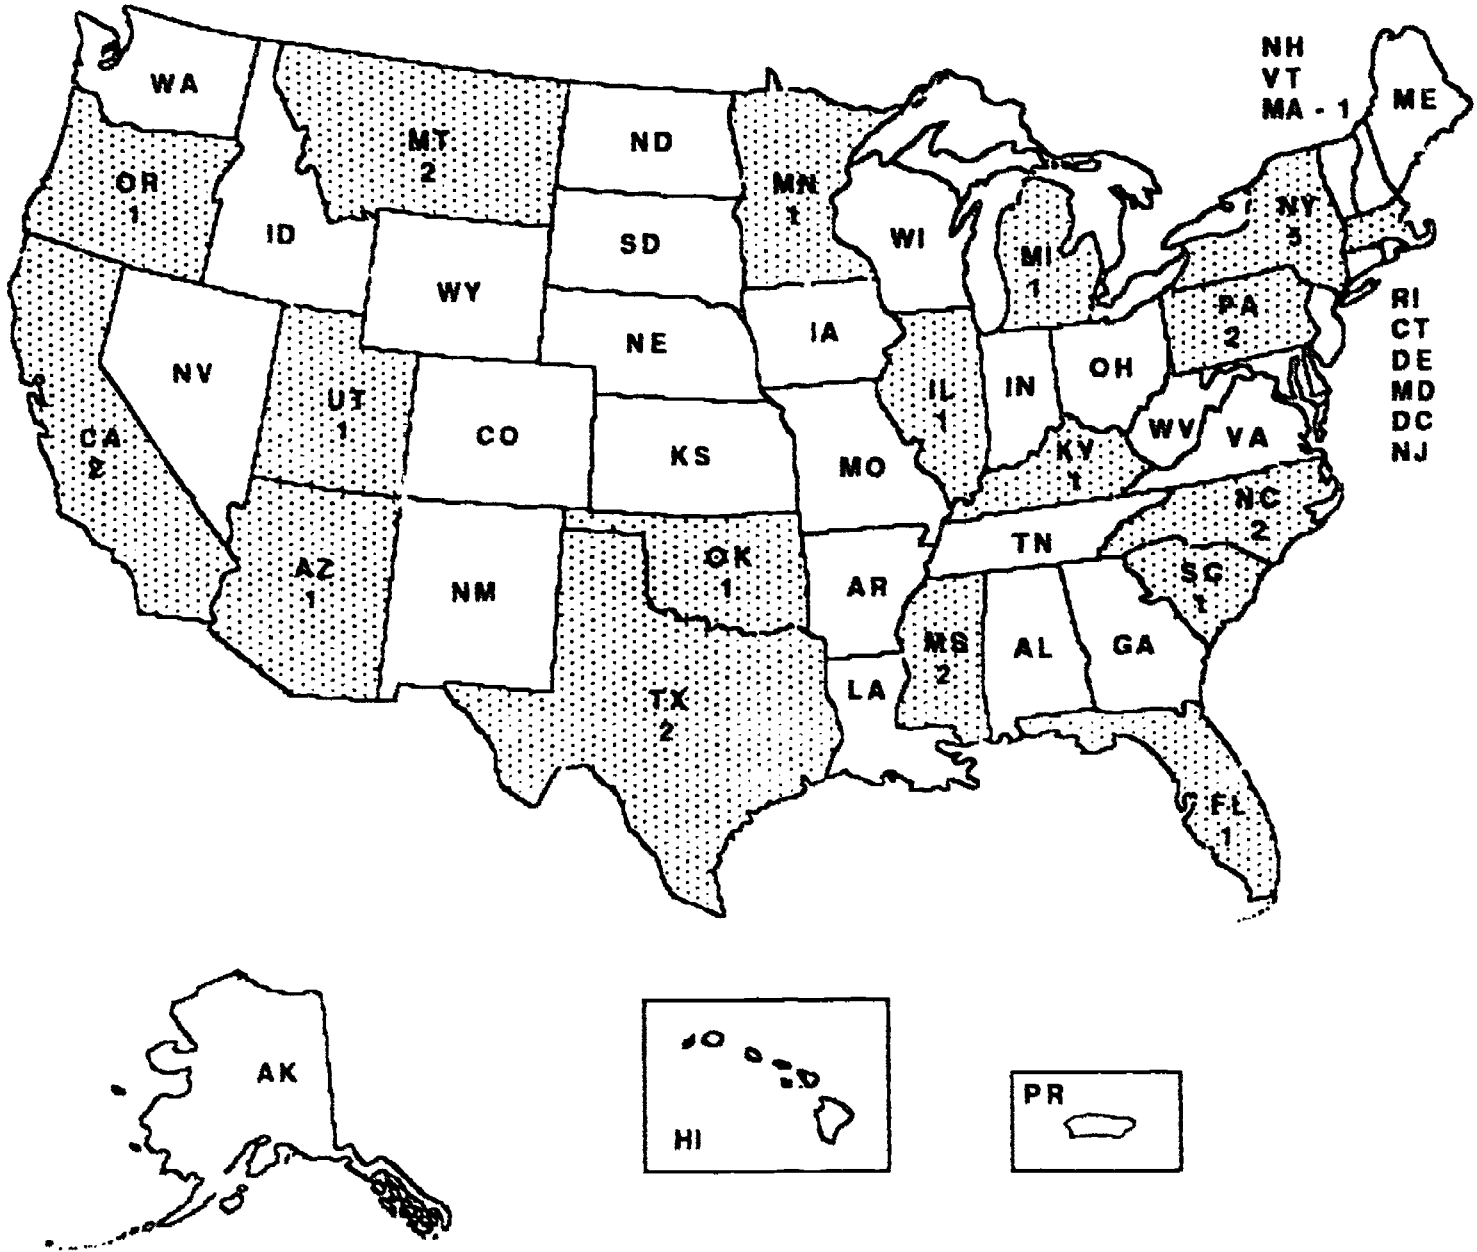 NH
VT
MA - 1
ME
WA
MT
2
ND
MN
1
OR
1
ID
SD
WI
MI
1
NY
3
WY
RI
CT
DE
MD
DC
NJ
PA
2
IA
NE
NV
UT
1
CO
IL
1
IN
OH
WV
VA
CA
2
KS
MO
KY
1
NC
2
TN
AZ
1
NM
OK
1
AR
SC
1
MS
2
AL
GA
LA
TX
2
FL
1
AK
HI
PR